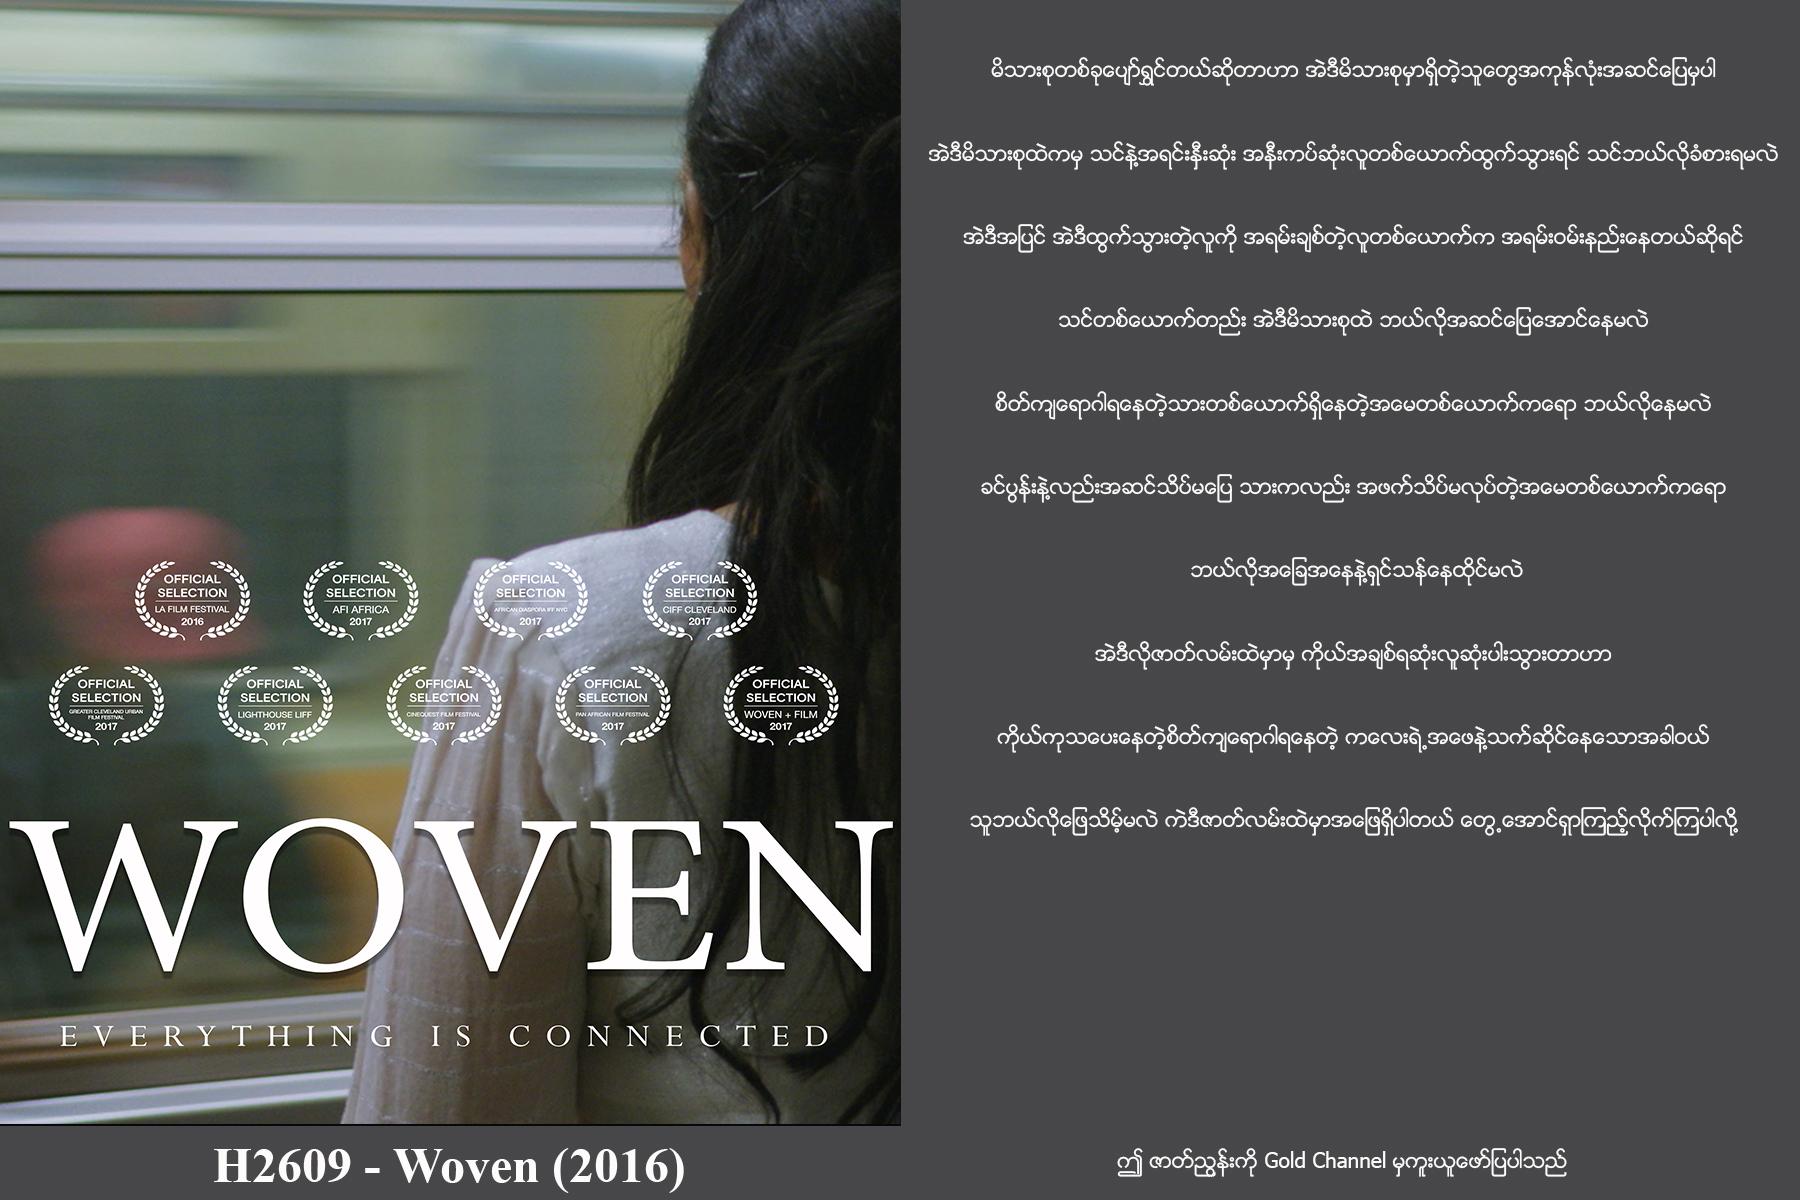 မိသားစုတစ်ခုပျော်ရွှင်တယ်ဆိုတာဟာ အဲဒီမိသားစုမှာရှိတဲ့သူတွေအကုန်လုံးအဆင်ပြေမှပါ
အဲဒီမိသားစုထဲကမှ သင်နဲ့အရင်းနှီးဆုံး အနီးကပ်ဆုံးလူတစ်ယောက်ထွက်သွားရင် သင်ဘယ်လိုခံစားရမလဲ
အဲဒီအပြင် အဲဒီထွက်သွားတဲ့လူကို အရမ်းချစ်တဲ့လူတစ်ယောက်က အရမ်းဝမ်းနည်းနေတယ်ဆိုရင်
သင်တစ်ယောက်တည်း အဲဒီမိသားစုထဲ ဘယ်လိုအဆင်ပြေအောင်နေမလဲ
စိတ်ကျရောဂါရနေတဲ့သားတစ်ယောက်ရှိနေတဲ့အမေတစ်ယောက်ကရော ဘယ်လိုနေမလဲ
ခင်ပွန်းနဲ့လည်းအဆင်သိပ်မပြေ သားကလည်း အဖက်သိပ်မလုပ်တဲ့အမေတစ်ယောက်ကရော
ဘယ်လိုအခြေအနေနဲ့ရှင်သန်နေထိုင်မလဲ
အဲဒီလိုဇာတ်လမ်းထဲမှာမှ ကိုယ်အချစ်ရဆုံးလူဆုံးပါးသွားတာဟာ
ကိုယ်ကုသပေးနေတဲ့စိတ်ကျရောဂါရနေတဲ့ ကလေးရဲ့အဖေနဲ့သက်ဆိုင်နေသောအခါဝယ်
သူဘယ်လိုဖြေသိမ့်မလဲ ကဲဒီဇာတ်လမ်းထဲမှာအဖြေရှိပါတယ် တွေ့အောင်ရှာကြည့်လိုက်ကြပါလို့
OFFICIAL SELECTION LA FILM FESTIVAL 2016
OFFICIAL SELECTION AFI AFRICA 2017
OFFICIAL SELECTION AFRICAN DIASPORA IFF NYC 2017
OFFICIAL SELECTION CIFF CLEVELAND 2017
OFFICIAL SELECTION GREATER CLEVELAND URBAN FILM FESTIVAL 2017
OFFICIAL SELECTION LIGHTHOUSE LIFF 2017
OFFICIAL SELECTION CINEQUEST FILM FESTIVAL 2017
OFFICIAL SELECTION PAN AFRICAN FILM FESTIVAL 2017
OFFICIAL SELECTION WOVEN + FILM 2017
WOVEN
EVERYTHING IS CONNECTED
H2609 - Woven (2016)
ဤ ဇာတ်ညွှန်းကို Gold Channel မှကူးယူဖော်ပြပါသည်